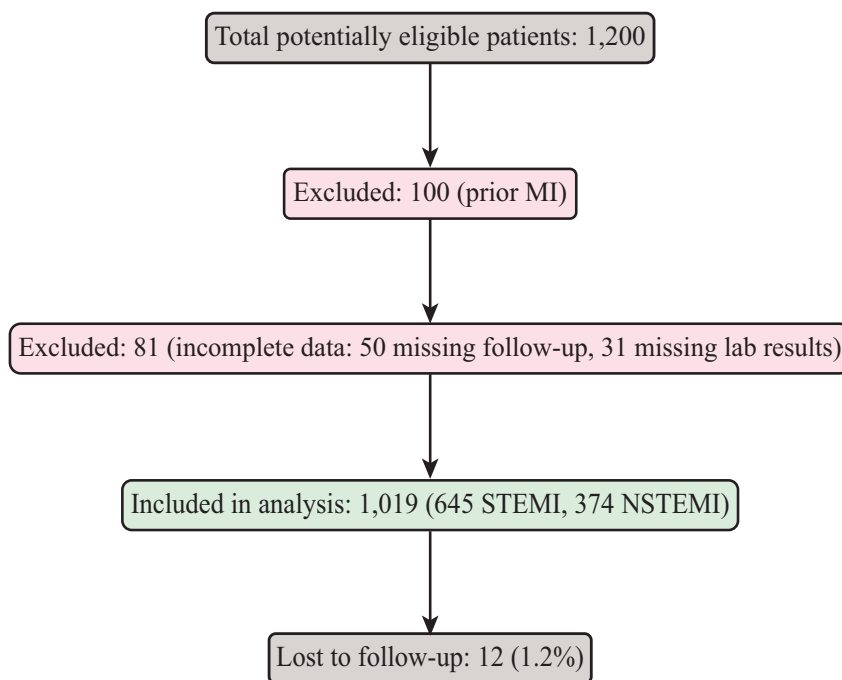 Total potentially eligible patients: 1,200
Excluded: 100 (prior MI)
Excluded: 81 (incomplete data: 50 missing follow-up, 31 missing lab results)
Included in analysis: 1,019 (645 STEMI, 374 NSTEMI)
Lost to follow-up: 12 (1.2%)